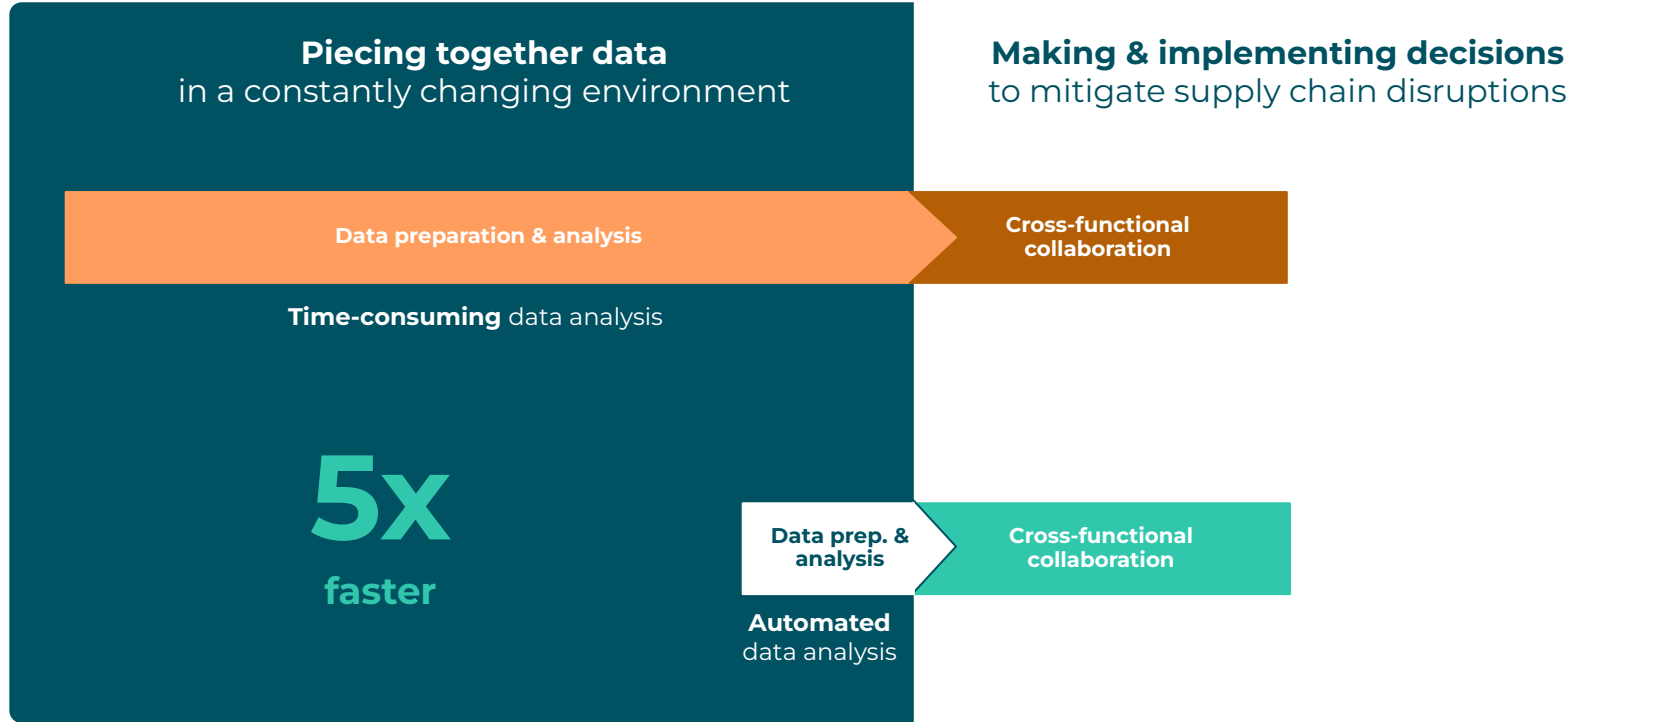 Piecing together data
in a constantly changing environment
Making & implementing decisions
to mitigate supply chain disruptions
Data preparation & analysis
Cross-functional
collaboration
Time-consuming data analysis
5x
faster
Data prep. &
analysis
Cross-functional
collaboration
Automated
data analysis